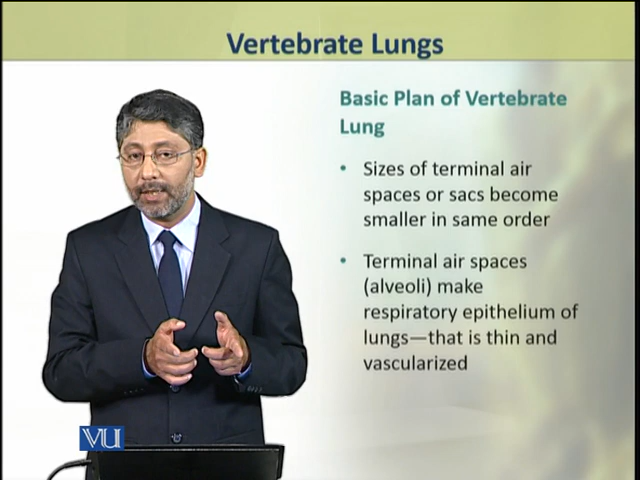 Vertebrate Lungs
Basic Plan of Vertebrate
Lung
• Sizes of terminal air
spaces or sacs become
smaller in same order
• Terminal air spaces
(alveoli) make
respiratory epithelium of
lungs—that is thin and
vascularized
VU